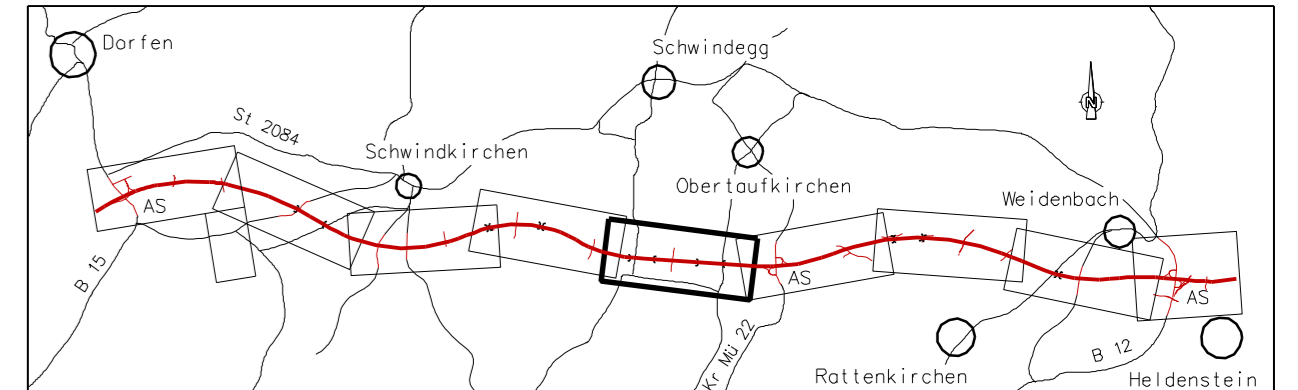 Dorfen
Schwindegg
N
St 2084
Schwindkirchen
Obertaufkirchen
Weidenbach
AS
B 15
AS
AS
Kr Mü 22
B 12
Rattenkirchen
Heldenstein